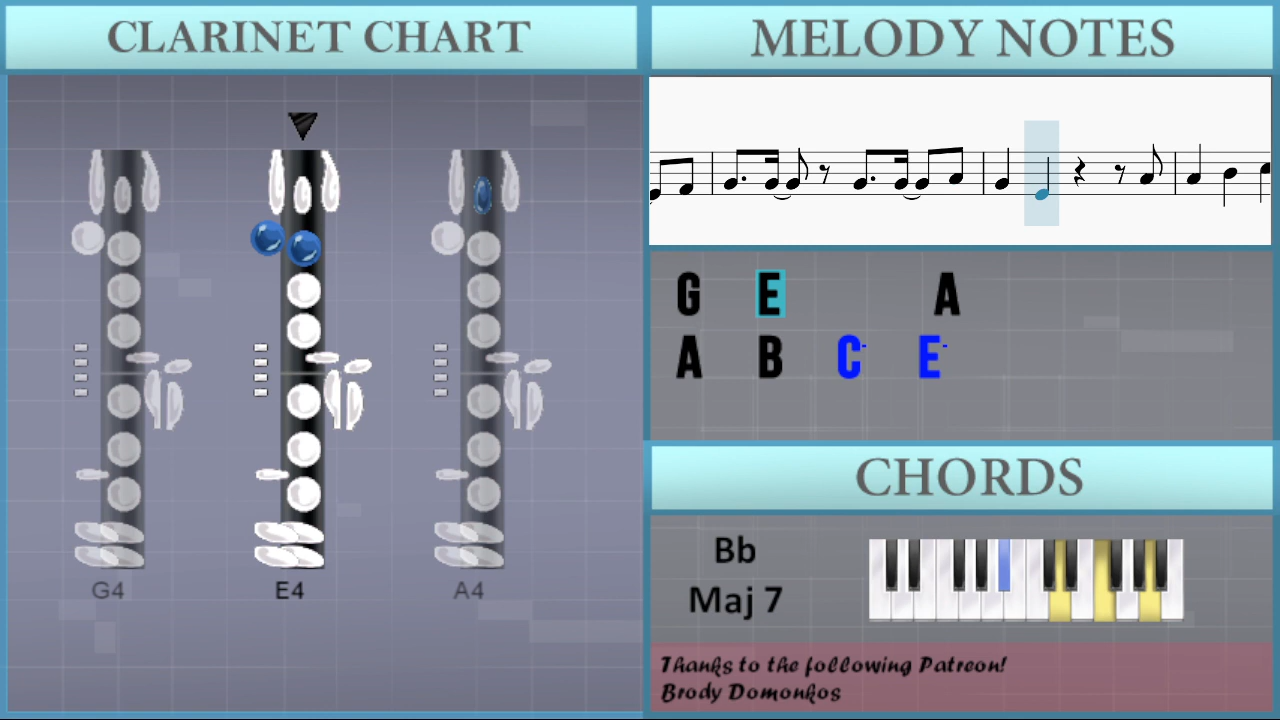 CLARINET CHART
G4 E4 A4
MELODY NOTES
G E A
A B C- E-
CHORDS
Bb
Maj 7
Thanks to the following Patreon!
Brody Domonkos